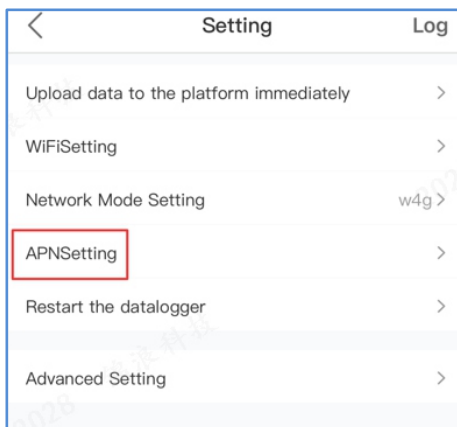 Setting Log
Upload data to the platform immediately
WiFiSetting
Network Mode Setting w4g
APNSetting
Restart the datalogger
Advanced Setting